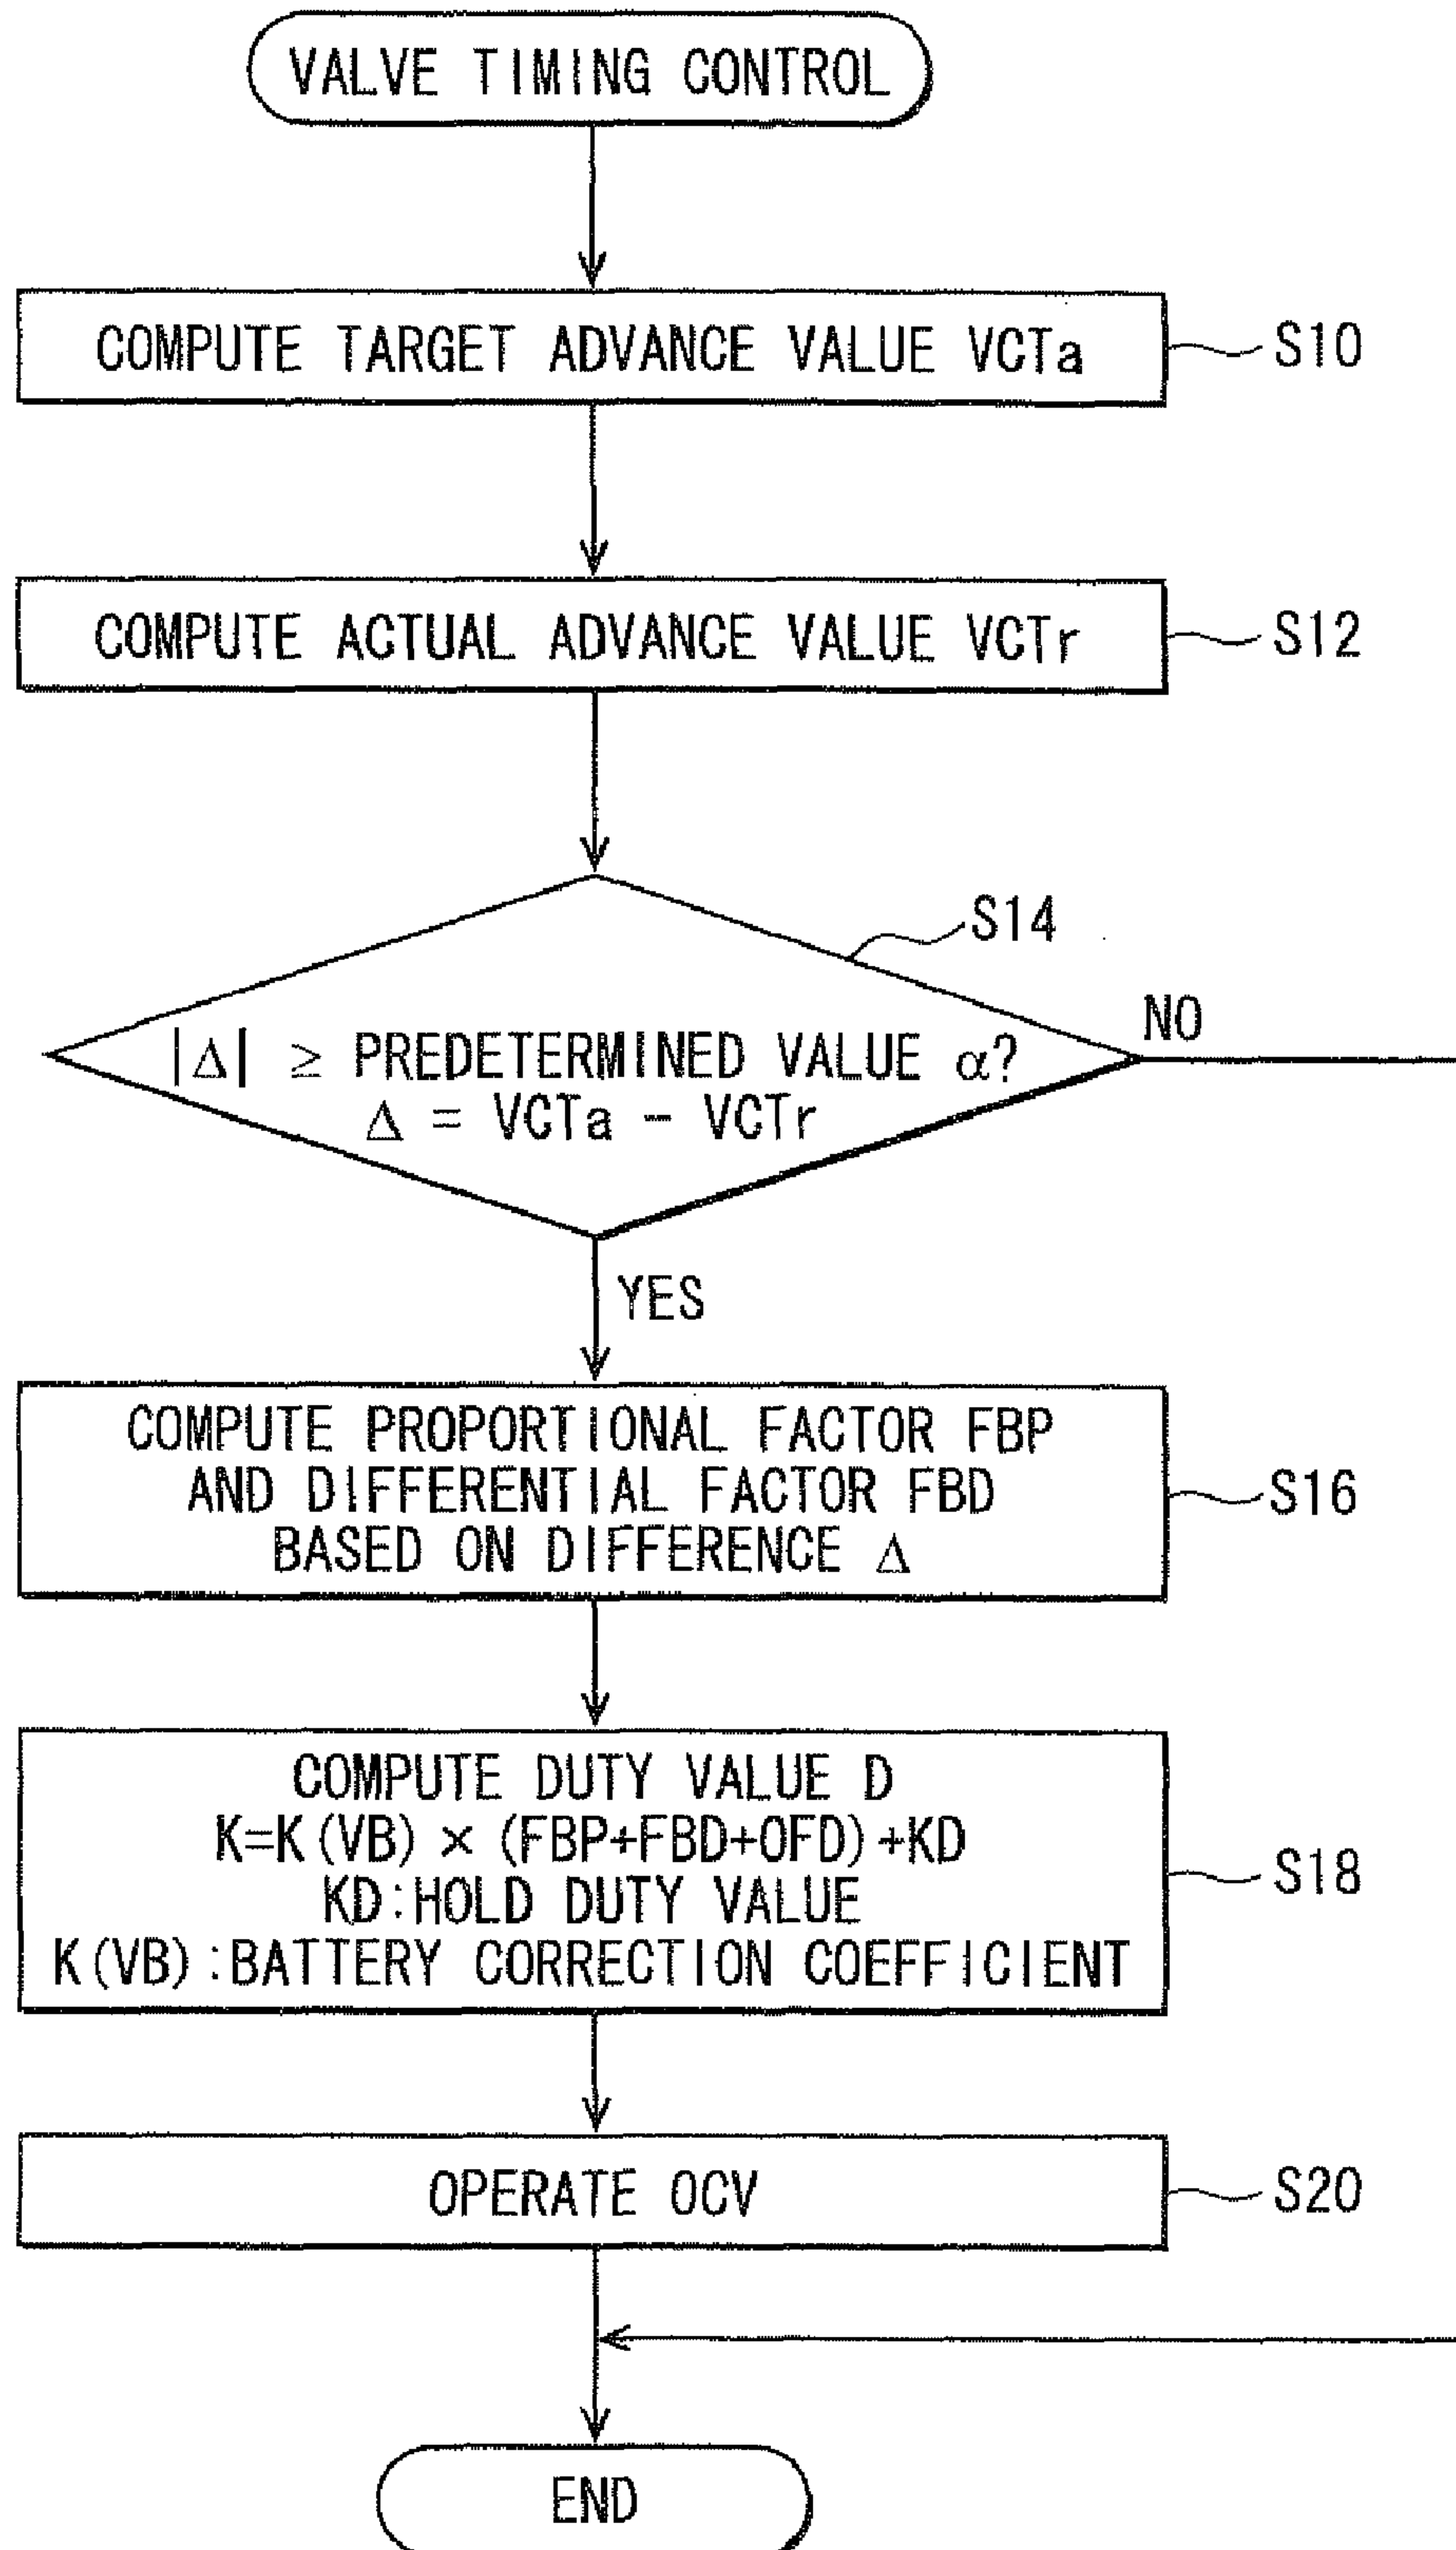 VALVE TIMING CONTROL
COMPUTE TARGET ADVANCE VALUE VCTa
S10
COMPUTE ACTUAL ADVANCE VALUE VCTr
S12
S14
|Δ| ≥ PREDETERMINED VALUE α?
Δ = VCTa - VCTr
NO
YES
COMPUTE PROPORTIONAL FACTOR FBP
AND DIFFERENTIAL FACTOR FBD
BASED ON DIFFERENCE Δ
S16
COMPUTE DUTY VALUE D
K=K(VB) × (FBP+FBD+OFD)+KD
KD:HOLD DUTY VALUE
K(VB):BATTERY CORRECTION COEFFICIENT
S18
OPERATE OCV
S20
END